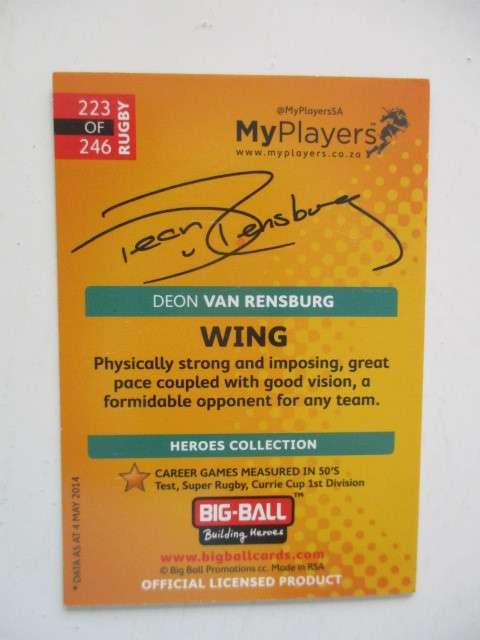 223
OF
246
RUGBY
@MyPlayersSA
MyPlayers™
www.myplayers.co.za
Deon v Rensburg
DEON VAN RENSBURG
WING
Physically strong and imposing, great
pace coupled with good vision, a
formidable opponent for any team.
HEROES COLLECTION
CAREER GAMES MEASURED IN 50'S
Test, Super Rugby, Currie Cup 1st Division
* DATA AS AT 4 MAY 2014
BIG-BALL™
Building Heroes
www.bigballcards.com
© Big Ball Promotions cc. Made in RSA
OFFICIAL LICENSED PRODUCT